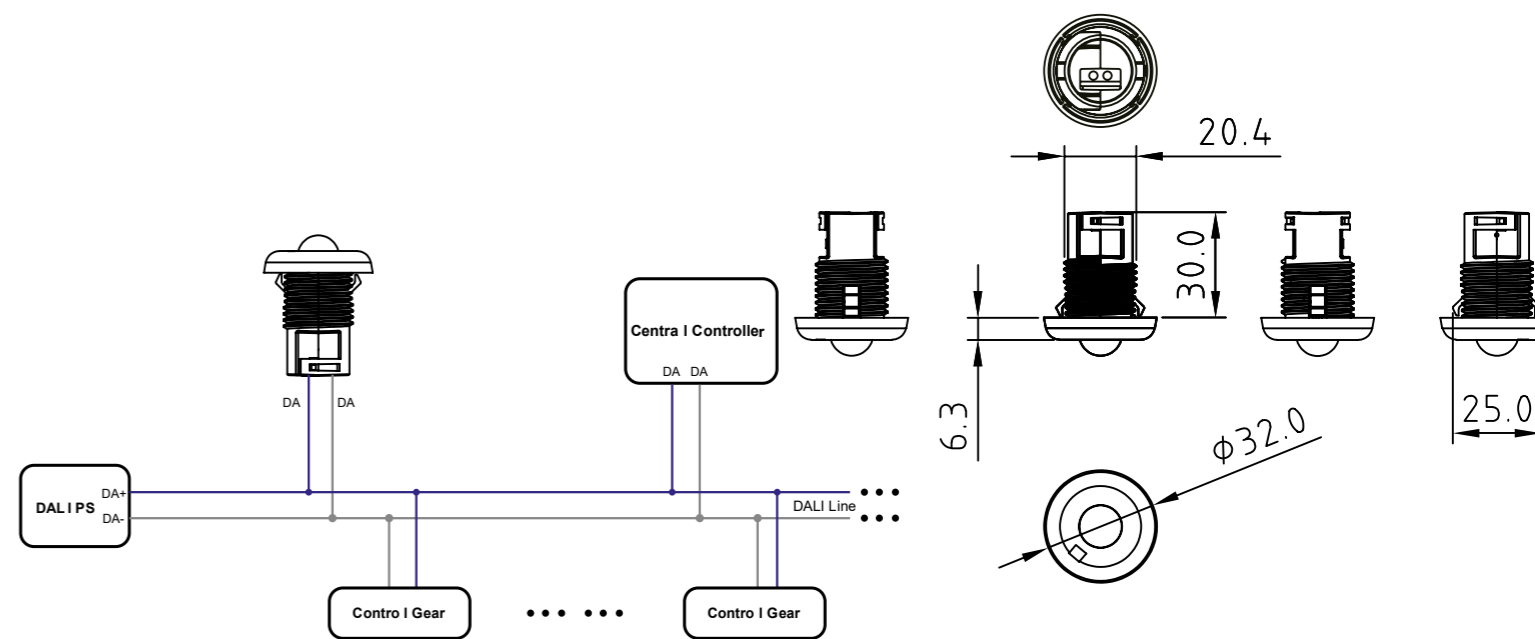 20.4
30.0
6.3
25.0
Φ32.0
Centra l Controller
DA DA
DA DA
DAL I PS
DA+
DA-
DALI Line
Contro l Gear
Contro l Gear